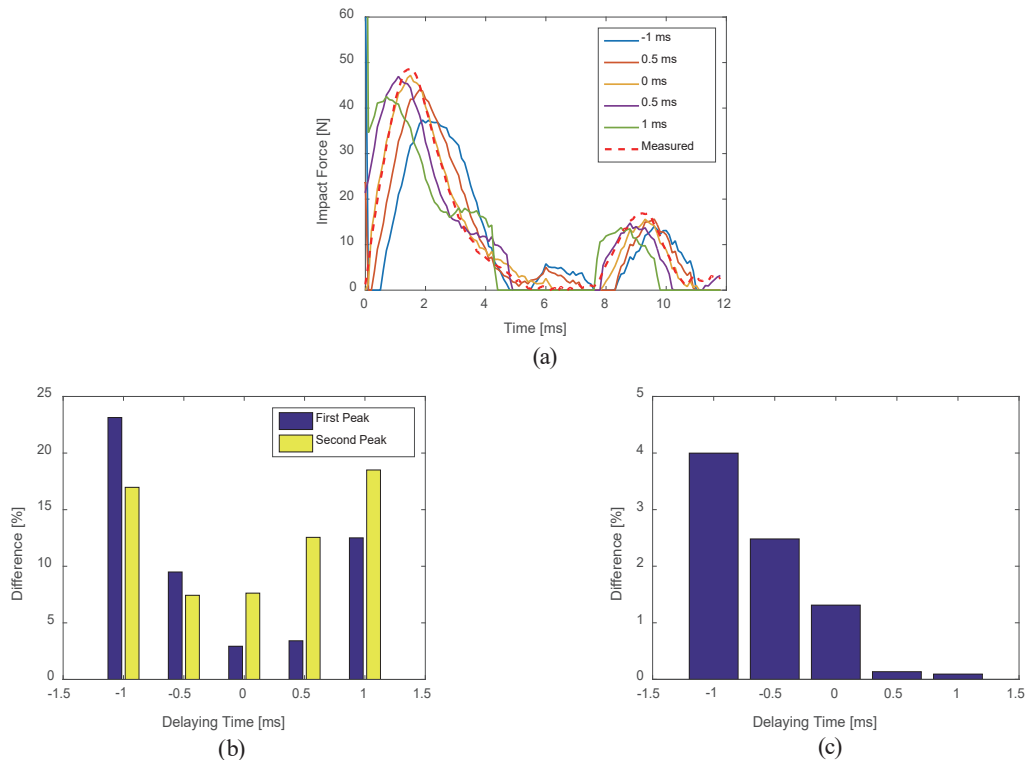 60
50
40
30
20
10
0
Impact Force [N]
-1 ms
0.5 ms
0 ms
0.5 ms
1 ms
Measured
0 2 4 6 8 10 12
Time [ms]
(a)
25
20
15
10
5
0
Difference [%]
First Peak
Second Peak
-1.5 -1 -0.5 0 0.5 1 1.5
Delaying Time [ms]
(b)
5
4
3
2
1
0
Difference [%]
-1.5 -1 -0.5 0 0.5 1 1.5
Delaying Time [ms]
(c)